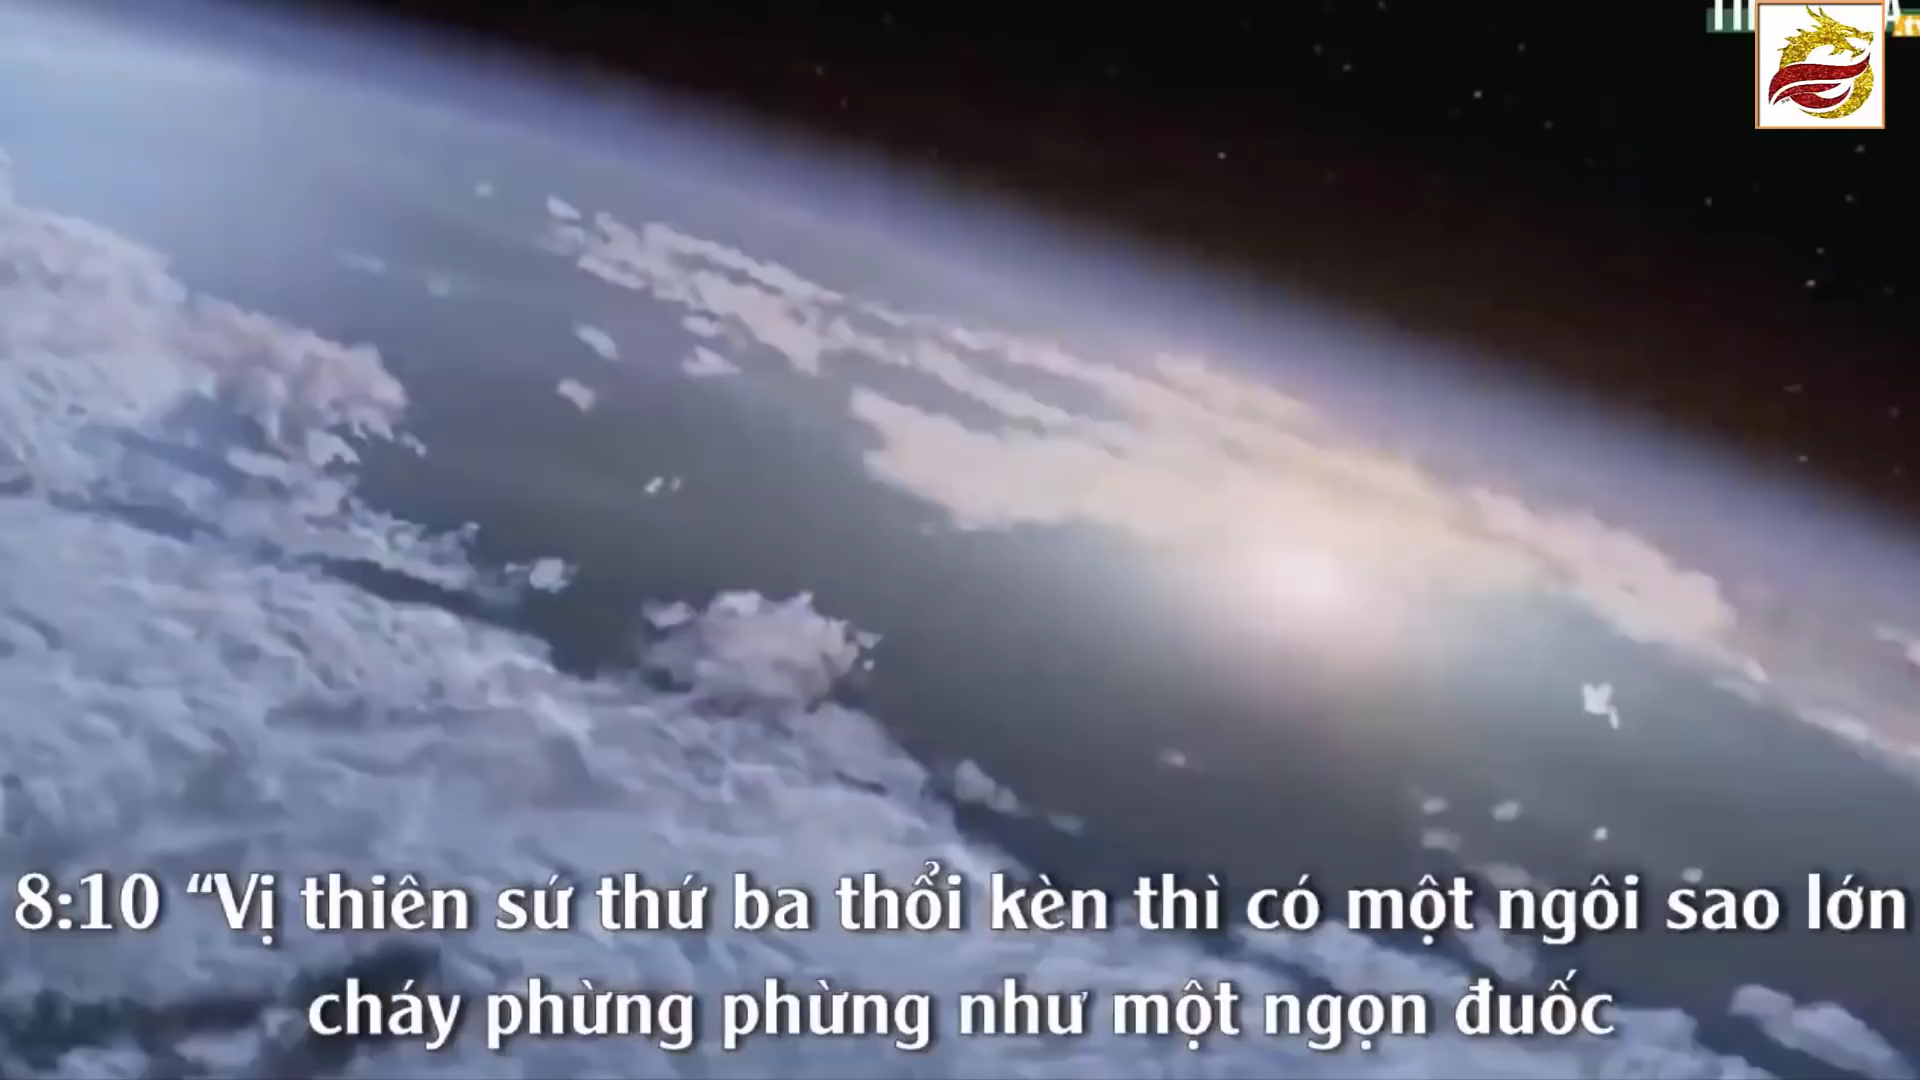 8:10 “Vị thiên sứ thứ ba thổi kèn thì có một ngôi sao lớn
cháy phừng phừng như một ngọn đuốc